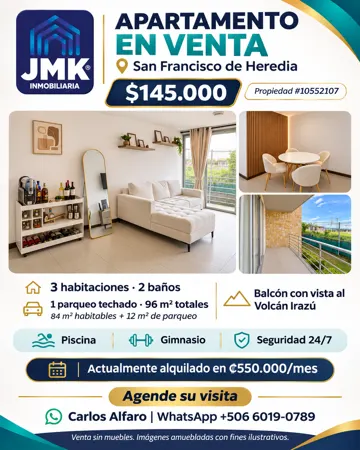 JMK®
INMOBILIARIA
APARTAMENTO
EN VENTA
San Francisco de Heredia
$145.000
Propiedad #10552107
3 habitaciones · 2 baños
1 parqueo techado · 96 m² totales
84 m² habitables + 12 m² de parqueo
Balcón con vista al
Volcán Irazú
Piscina
Gimnasio
Seguridad 24/7
Actualmente alquilado en ₡550.000/mes
Agende su visita
Carlos Alfaro | WhatsApp +506 6019-0789
Venta sin muebles. Imágenes amuebladas con fines ilustrativos.